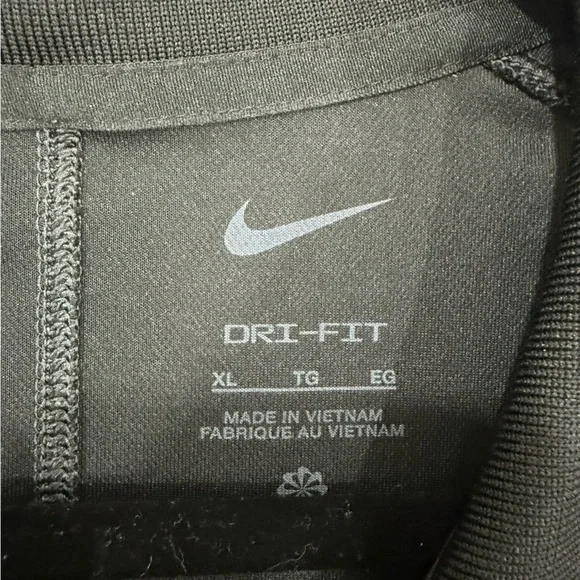 DRI-FIT
XL TG EG
MADE IN VIETNAM
FABRIQUE AU VIETNAM